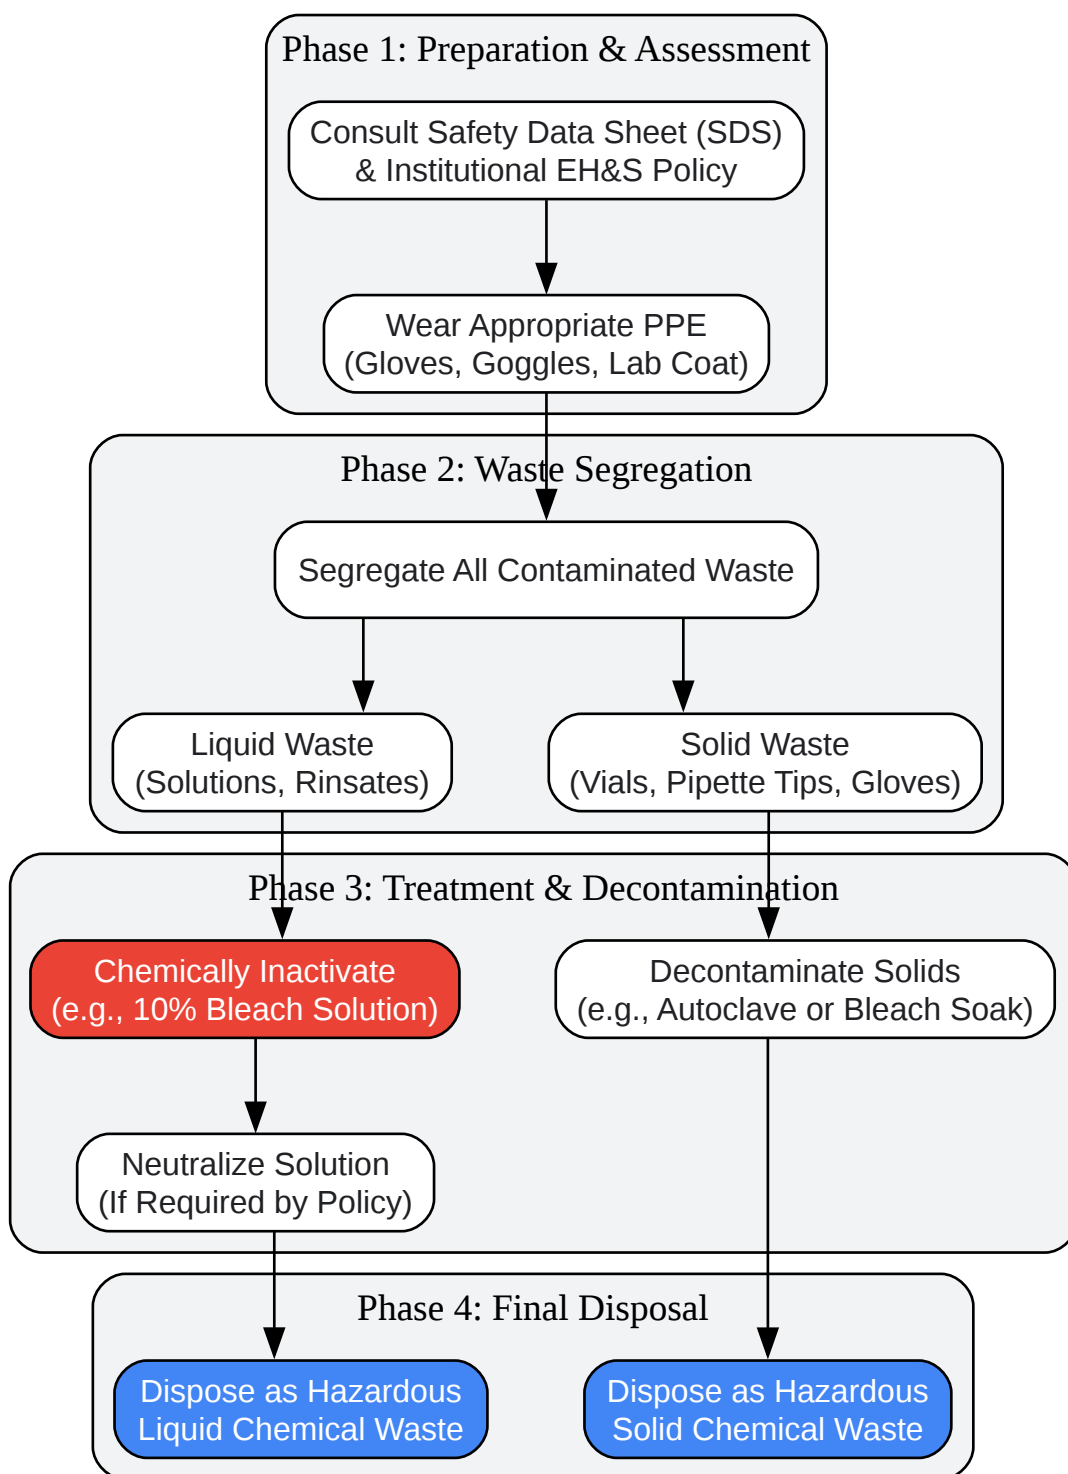 Phase 1: Preparation & Assessment
Consult Safety Data Sheet (SDS)
& Institutional EH&S Policy
Wear Appropriate PPE
(Gloves, Goggles, Lab Coat)
Phase 2: Waste Segregation
Segregate All Contaminated Waste
Liquid Waste
(Solutions, Rinsates)
Solid Waste
(Vials, Pipette Tips, Gloves)
Phase 3: Treatment & Decontamination
Chemically Inactivate
(e.g., 10% Bleach Solution)
Decontaminate Solids
(e.g., Autoclave or Bleach Soak)
Neutralize Solution
(If Required by Policy)
Phase 4: Final Disposal
Dispose as Hazardous
Liquid Chemical Waste
Dispose as Hazardous
Solid Chemical Waste